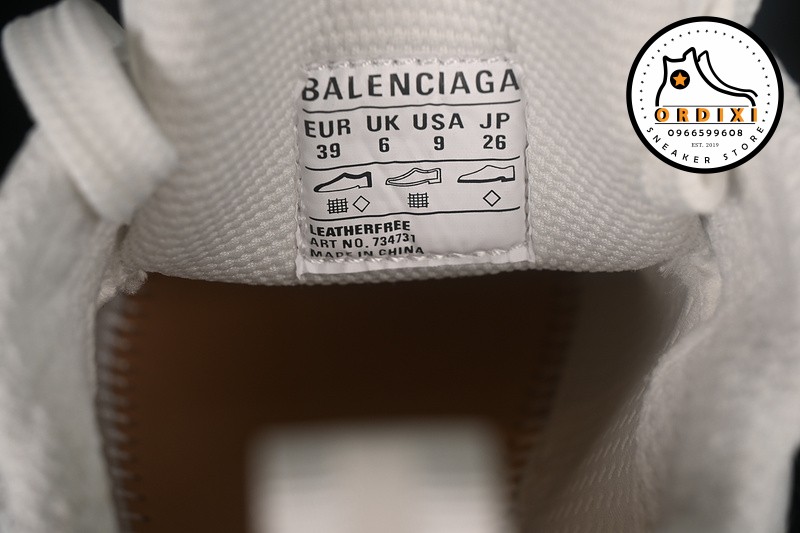 BALENCIAGA
EUR UK USA JP
39 6 9 26
LEATHERFREE
ART NO. 734731
MADE IN CHINA
ORDIXI
0966599608
EST. 2019
SNEAKER STORE